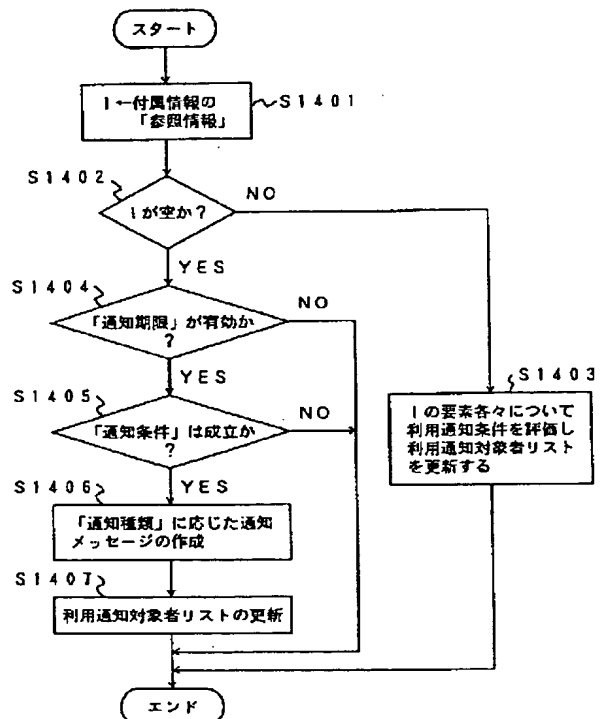 スタート
I←付属情報の
「参照情報」
S1401
S1402
Iが空か?
NO
YES
S1404
「通知期限」が有効か
?
NO
YES
S1405
「通知条件」は成立か
?
NO
YES
S1403
Iの要素各々について
利用通知条件を評価し
利用通知対象者リスト
を更新する
S1406
「通知種類」に応じた通知
メッセージの作成
S1407
利用通知対象者リストの更新
エンド